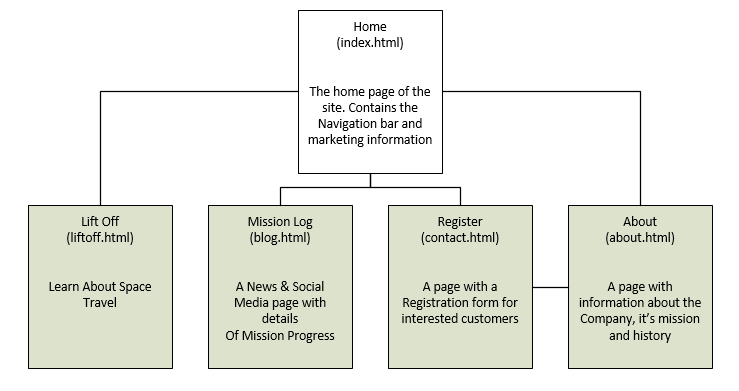 Home
(index.html)
The home page of the
site. Contains the
Navigation bar and
marketing information
Lift Off
(liftoff.html)
Learn About Space
Travel
Mission Log
(blog.html)
A News & Social
Media page with
details
Of Mission Progress
Register
(contact.html)
A page with a
Registration form for
interested customers
About
(about.html)
A page with
information about the
Company, it's mission
and history